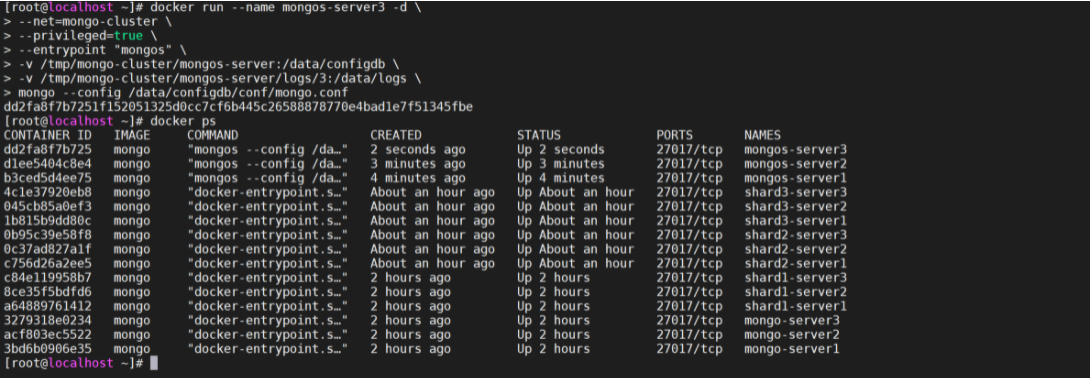 [root@localhost ~]# docker run --name mongos-server3 -d \
> --net=mongo-cluster \
> --privileged=true \
> --entrypoint "mongos" \
> -v /tmp/mongo-cluster/mongos-server:/data/configdb \
> -v /tmp/mongo-cluster/mongos-server/logs/3:/data/logs \
> mongo --config /data/configdb/conf/mongo.conf
dd2fa8f7b7251f152051325d0cc7cf6b445c26588878770e4bad1e7f51345fbe
[root@localhost ~]# docker ps
CONTAINER ID   IMAGE   COMMAND                  CREATED             STATUS             PORTS       NAMES
dd2fa8f7b725   mongo   "mongos --config /da…"   2 seconds ago       Up 2 seconds       27017/tcp   mongos-server3
d1ee5404c8e4   mongo   "mongos --config /da…"   3 minutes ago       Up 3 minutes       27017/tcp   mongos-server2
b3ced5d4ee75   mongo   "mongos --config /da…"   4 minutes ago       Up 4 minutes       27017/tcp   mongos-server1
4c1e37920eb8   mongo   "docker-entrypoint.s…"   About an hour ago   Up About an hour   27017/tcp   shard3-server3
045cb85a0ef3   mongo   "docker-entrypoint.s…"   About an hour ago   Up About an hour   27017/tcp   shard3-server2
1b815b9dd80c   mongo   "docker-entrypoint.s…"   About an hour ago   Up About an hour   27017/tcp   shard3-server1
0b95c39e58f8   mongo   "docker-entrypoint.s…"   About an hour ago   Up About an hour   27017/tcp   shard2-server3
0c37ad827a1f   mongo   "docker-entrypoint.s…"   About an hour ago   Up About an hour   27017/tcp   shard2-server2
c756d26a2ee5   mongo   "docker-entrypoint.s…"   About an hour ago   Up About an hour   27017/tcp   shard2-server1
c84e119958b7   mongo   "docker-entrypoint.s…"   2 hours ago         Up 2 hours         27017/tcp   shard1-server3
8ce35f5bdfd6   mongo   "docker-entrypoint.s…"   2 hours ago         Up 2 hours         27017/tcp   shard1-server2
a64889761412   mongo   "docker-entrypoint.s…"   2 hours ago         Up 2 hours         27017/tcp   shard1-server1
3279318e0234   mongo   "docker-entrypoint.s…"   2 hours ago         Up 2 hours         27017/tcp   mongo-server3
acf803ec5522   mongo   "docker-entrypoint.s…"   2 hours ago         Up 2 hours         27017/tcp   mongo-server2
3bd6b0906e35   mongo   "docker-entrypoint.s…"   2 hours ago         Up 2 hours         27017/tcp   mongo-server1
[root@localhost ~]#